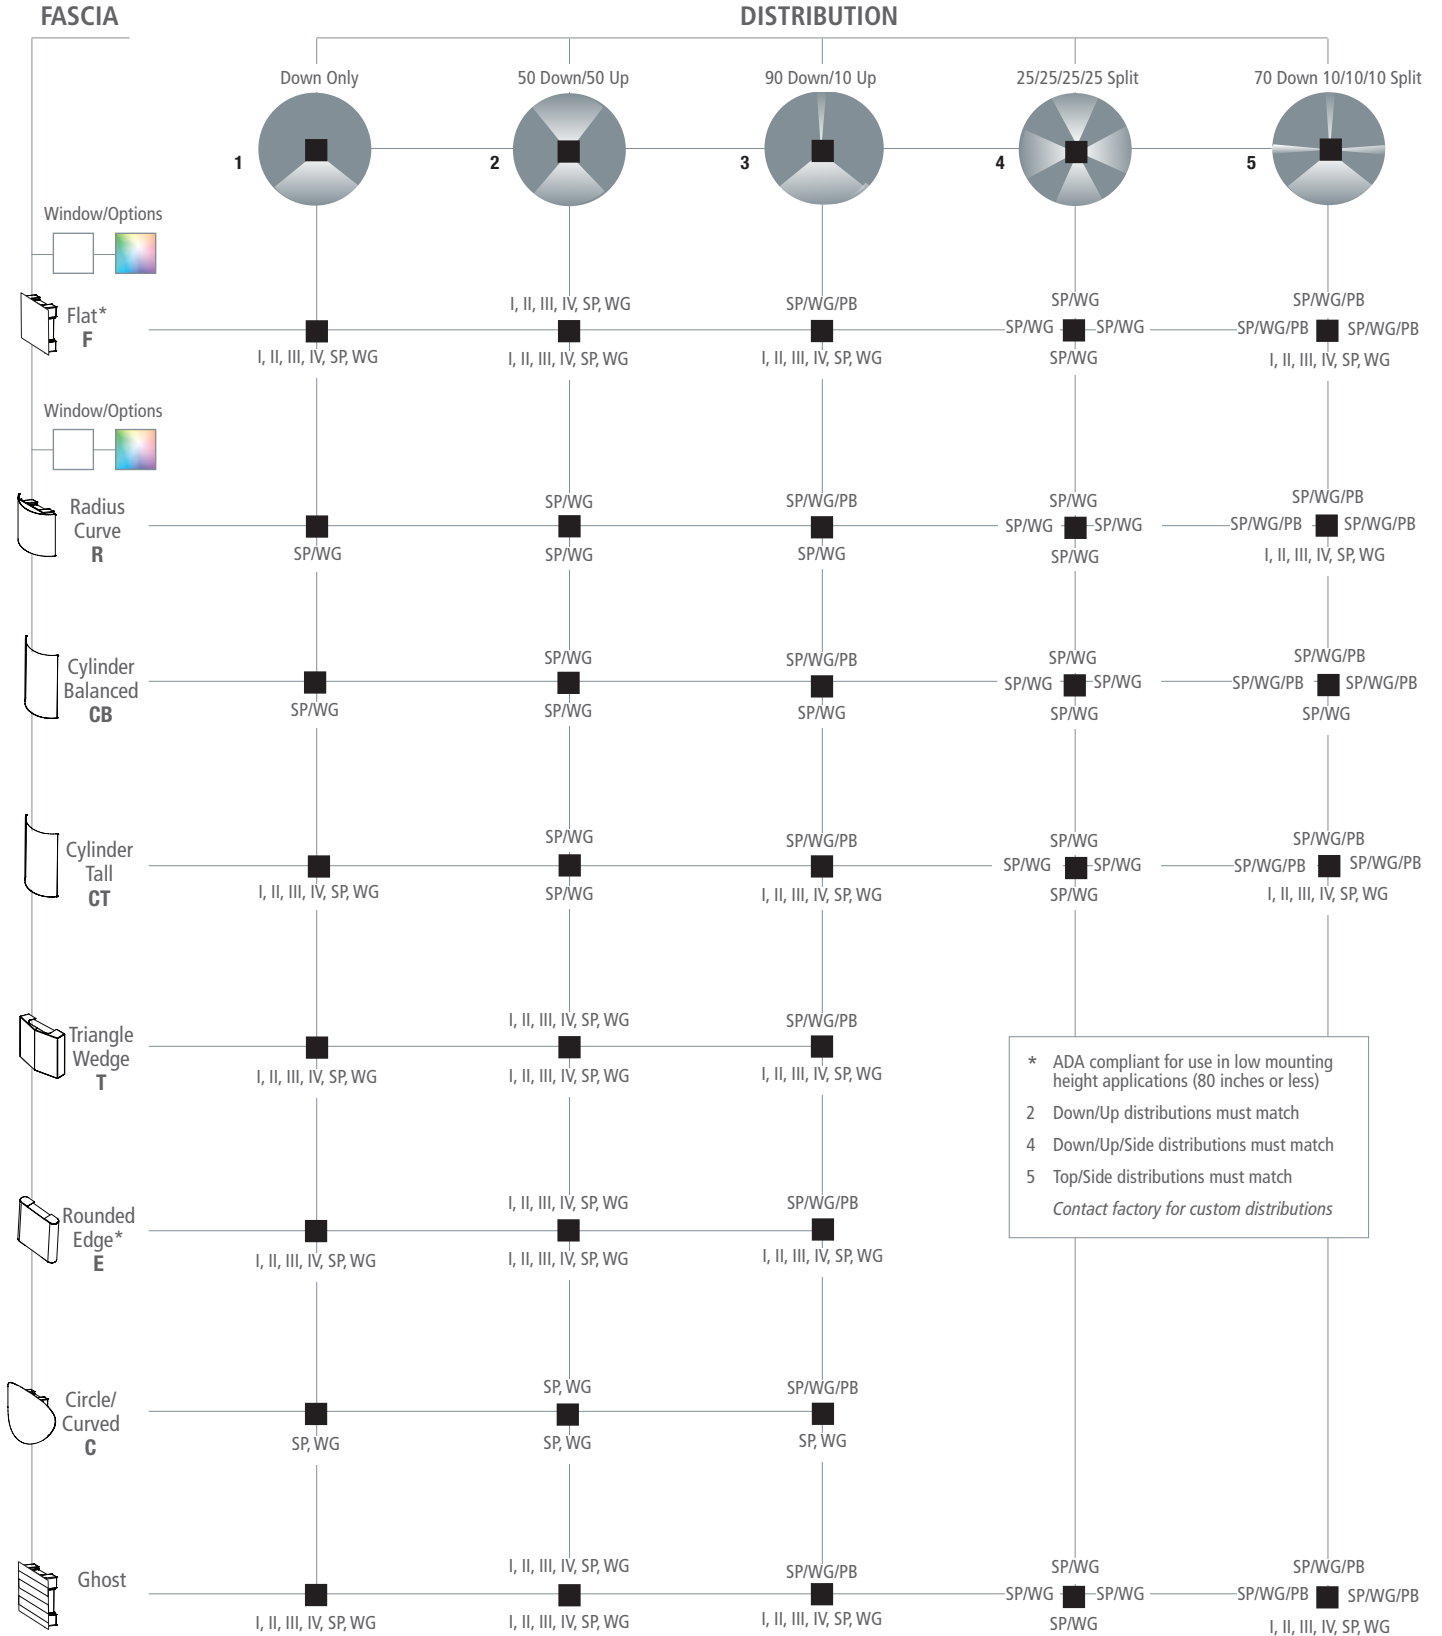 FASCIA
DISTRIBUTION
Down Only
50 Down/50 Up
90 Down/10 Up
25/25/25/25 Split
70 Down 10/10/10 Split
1
2
3
4
5
Window/Options
Flat*
F
I, II, III, IV, SP, WG
I, II, III, IV, SP, WG
I, II, III, IV, SP, WG
SP/WG/PB
I, II, III, IV, SP, WG
SP/WG
SP/WG
SP/WG
SP/WG
SP/WG/PB
SP/WG/PB
SP/WG/PB
I, II, III, IV, SP, WG
Window/Options
Radius
Curve
R
SP/WG
SP/WG
SP/WG
SP/WG/PB
SP/WG
SP/WG
SP/WG
SP/WG
SP/WG
SP/WG/PB
SP/WG/PB
SP/WG/PB
I, II, III, IV, SP, WG
Cylinder
Balanced
CB
SP/WG
SP/WG
SP/WG
SP/WG/PB
SP/WG
SP/WG
SP/WG
SP/WG
SP/WG
SP/WG/PB
SP/WG/PB
SP/WG/PB
SP/WG
Cylinder
Tall
CT
I, II, III, IV, SP, WG
SP/WG
SP/WG
SP/WG/PB
I, II, III, IV, SP, WG
SP/WG
SP/WG
SP/WG
SP/WG
SP/WG/PB
SP/WG/PB
SP/WG/PB
I, II, III, IV, SP, WG
Triangle
Wedge
T
I, II, III, IV, SP, WG
I, II, III, IV, SP, WG
I, II, III, IV, SP, WG
SP/WG/PB
I, II, III, IV, SP, WG
* ADA compliant for use in low mounting
height applications (80 inches or less)
2 Down/Up distributions must match
4 Down/Up/Side distributions must match
5 Top/Side distributions must match
Contact factory for custom distributions
Rounded
Edge*
E
I, II, III, IV, SP, WG
I, II, III, IV, SP, WG
I, II, III, IV, SP, WG
SP/WG/PB
I, II, III, IV, SP, WG
Circle/
Curved
C
SP, WG
SP, WG
SP, WG
SP/WG/PB
SP, WG
Ghost
I, II, III, IV, SP, WG
I, II, III, IV, SP, WG
I, II, III, IV, SP, WG
SP/WG/PB
I, II, III, IV, SP, WG
SP/WG
SP/WG
SP/WG
SP/WG
SP/WG/PB
SP/WG/PB
SP/WG/PB
I, II, III, IV, SP, WG